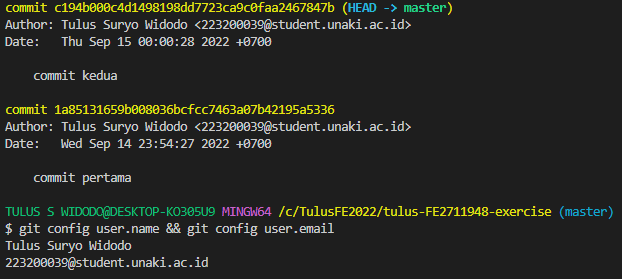 commit c194b000c4d1498198dd7723ca9c0faa2467847b (HEAD -> master)
Author: Tulus Suryo Widodo <223200039@student.unaki.ac.id>
Date:   Thu Sep 15 00:00:28 2022 +0700
commit kedua
commit 1a85131659b008036bcfcc7463a07b42195a5336
Author: Tulus Suryo Widodo <223200039@student.unaki.ac.id>
Date:   Wed Sep 14 23:54:27 2022 +0700
commit pertama
TULUS S WIDODO@DESKTOP-KO305U9 MINGW64 /c/TulusFE2022/tulus-FE2711948-exercise (master)
$ git config user.name && git config user.email
Tulus Suryo Widodo
223200039@student.unaki.ac.id